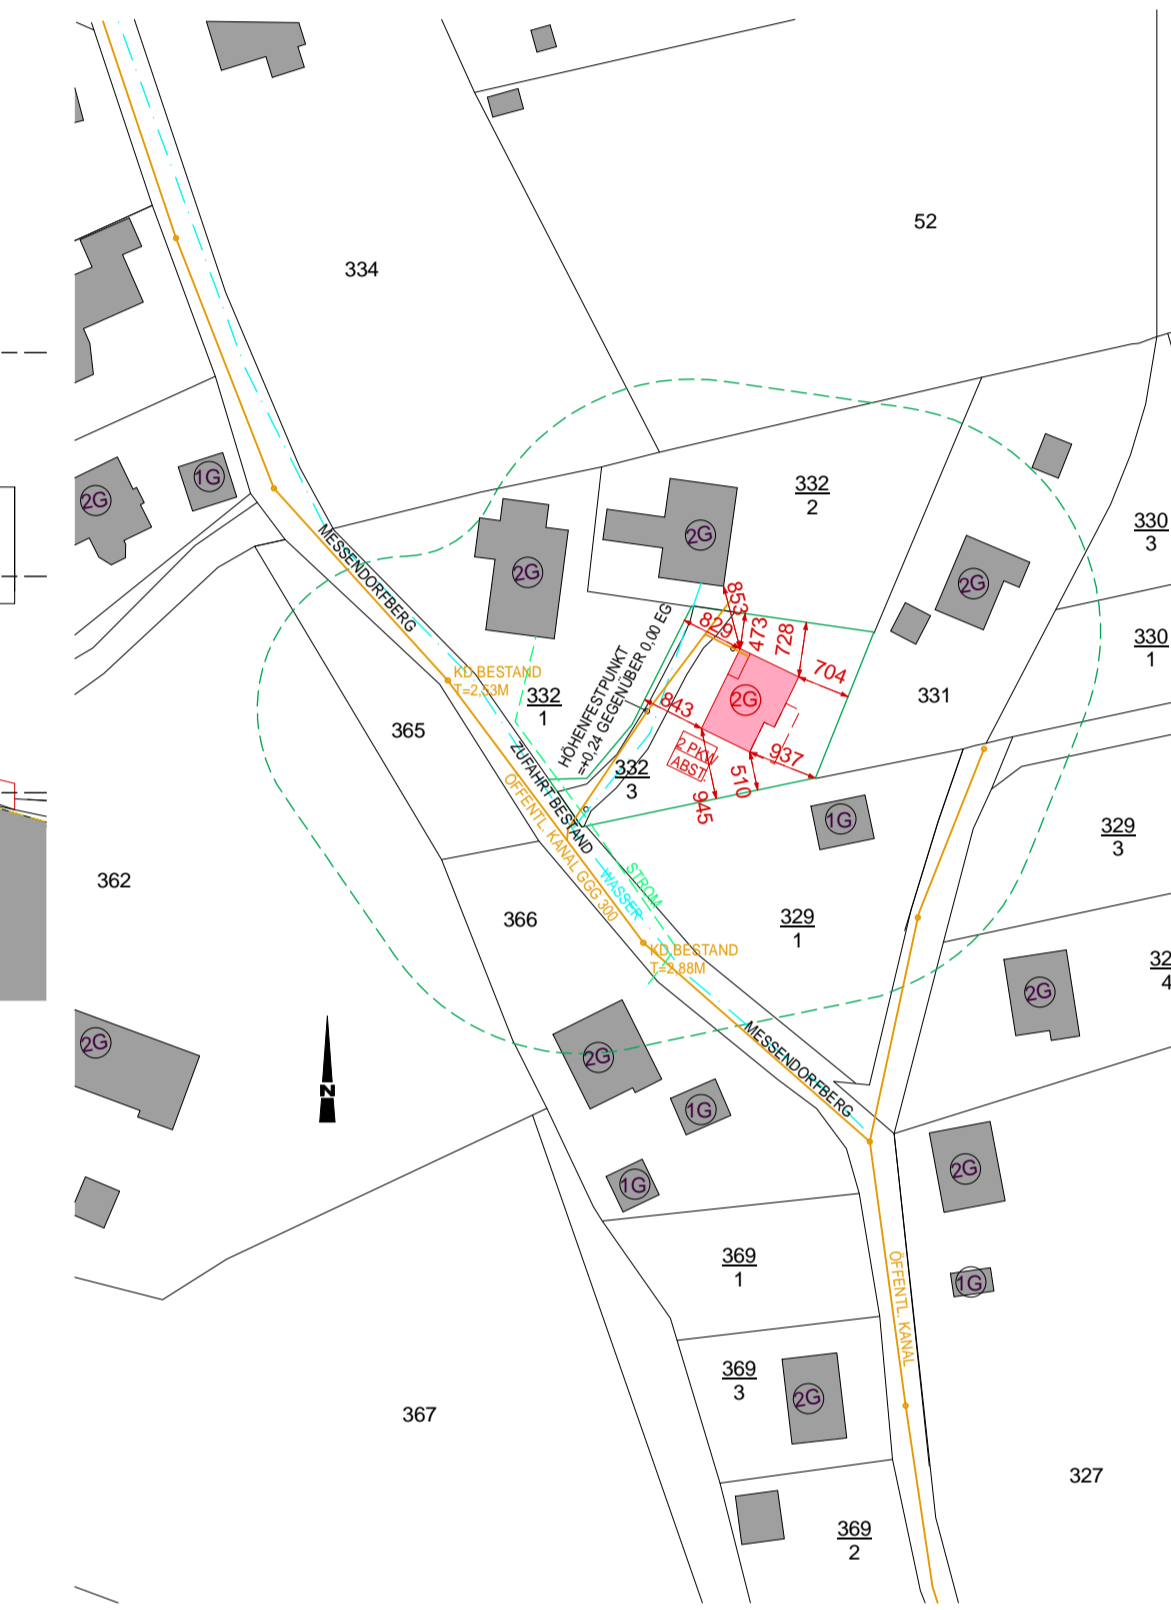 52
334
332
2
330
3
1G
2G
2G
2G
2G
MESSENDORFBERG
330
1
853
829
473
728
704
HÖHENFESTPUNKT
=+0,24 GEGENÜBER 0,00 EG
KD BESTAND
T=2,53M
332
1
843
2G
331
365
2 PKW
ABST.
937
510
945
332
3
ZUFAHRT BESTAND
ÖFFENTL. KANAL GGG 300
1G
329
3
362
STROM
WASSER
366
329
1
KD BESTAND
T=2,88M
32
4
2G
2G
2G
N
MESSENDORFBERG
1G
2G
1G
369
1
ÖFFENTL. KANAL
1G
369
3
2G
367
327
369
2